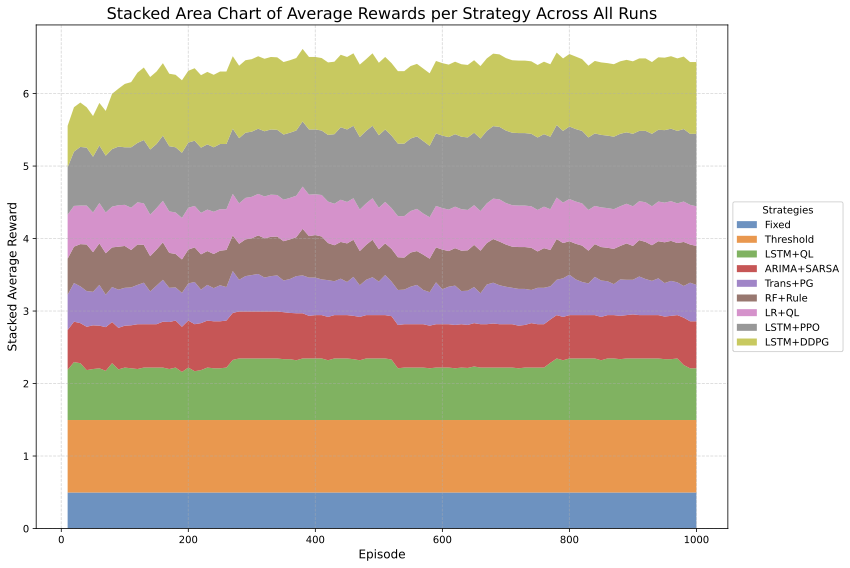 Stacked Area Chart of Average Rewards per Strategy Across All Runs
Stacked Average Reward
6
5
4
3
2
1
0
0 200 400 600 800 1000
Episode
Strategies
Fixed
Threshold
LSTM+QL
ARIMA+SARSA
Trans+PG
RF+Rule
LR+QL
LSTM+PPO
LSTM+DDPG